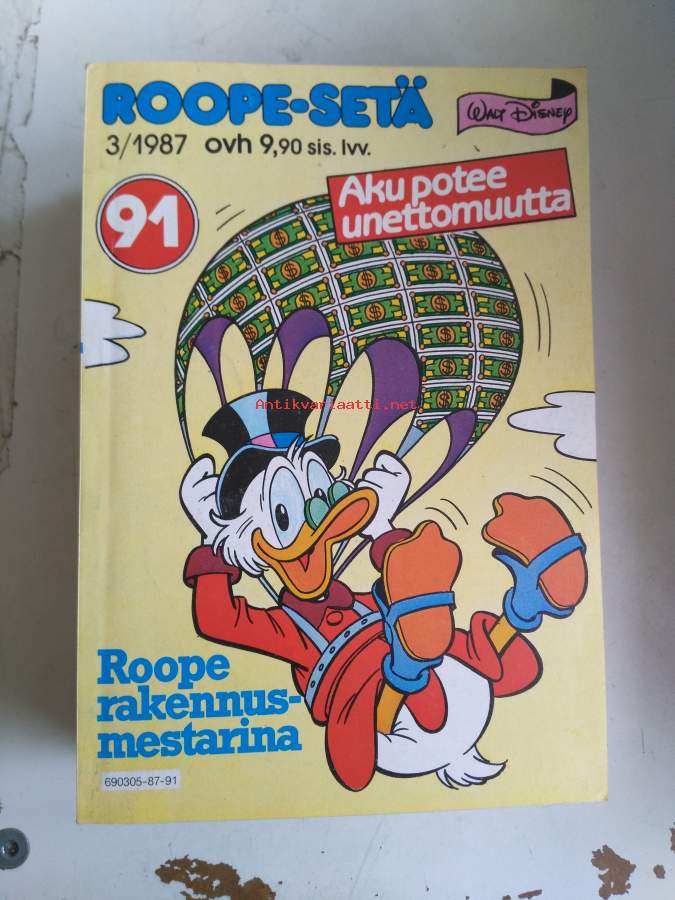 ROOPE-SETÄ
WALT DISNEY
3/1987 ovh 9,90 sis. lvv.
91
Aku potee
unettomuutta
Antikvariaatti.net
Roope
rakennus-
mestarina
690305-87-91